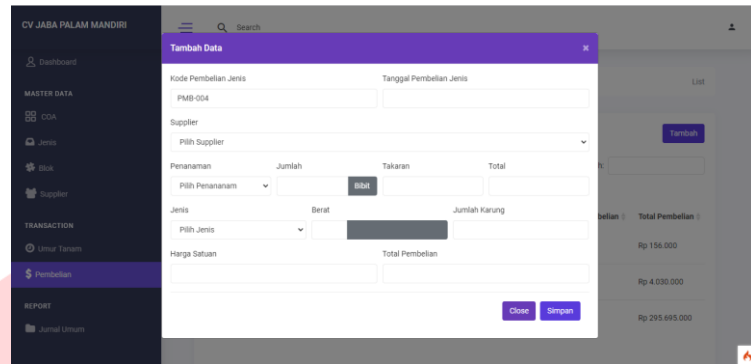 CV JABA PALAM MANDIRI
Search
Tambah Data
Dashboard
Kode Pembelian Jenis
Tanggal Pembelian Jenis
List
PMB-004
MASTER DATA
COA
Supplier
Tambah
Jenis
Pilih Supplier
Blok
Penanaman
Jumlah
Takaran
Total
h:
Pilih Penananam
Bibit
Supplier
Jenis
Berat
Jumlah Karung
belian
Total Pembelian
TRANSACTION
Pilih Jenis
Umur Tanam
Rp 156.000
Harga Satuan
Total Pembelian
Pembelian
Rp 4.030.000
REPORT
Close
Simpan
Jurnal Umum
Rp 295.695.000